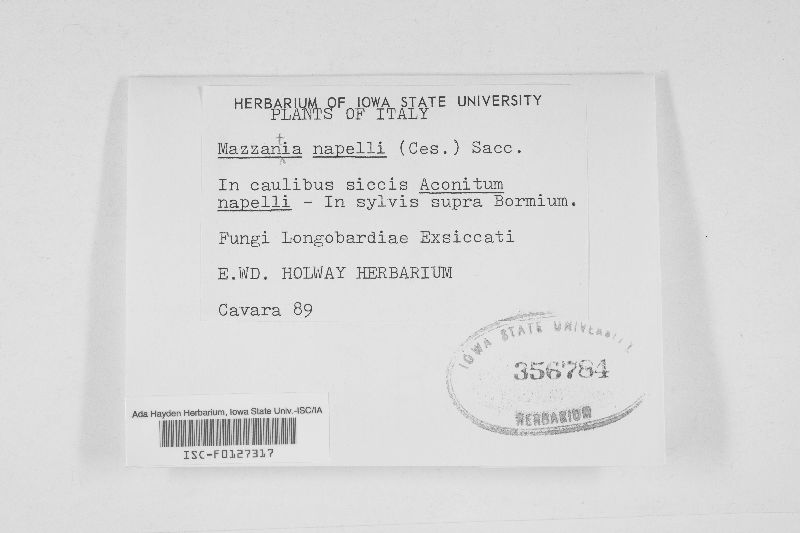 HERBARIUM OF IOWA STATE UNIVERSITY
PLANTS OF ITALY
Mazzantia napelli (Ces.) Sacc.
In caulibus siccis Aconitum
napelli - In sylvis supra Bormium.
Fungi Longobardiae Exsiccati
E.WD. HOLWAY HERBARIUM
Cavara 89
IOWA STATE UNIVERSITY
356784
HERBARIUM
Ada Hayden Herbarium, Iowa State Univ.-ISC/IA
ISC-F0127317